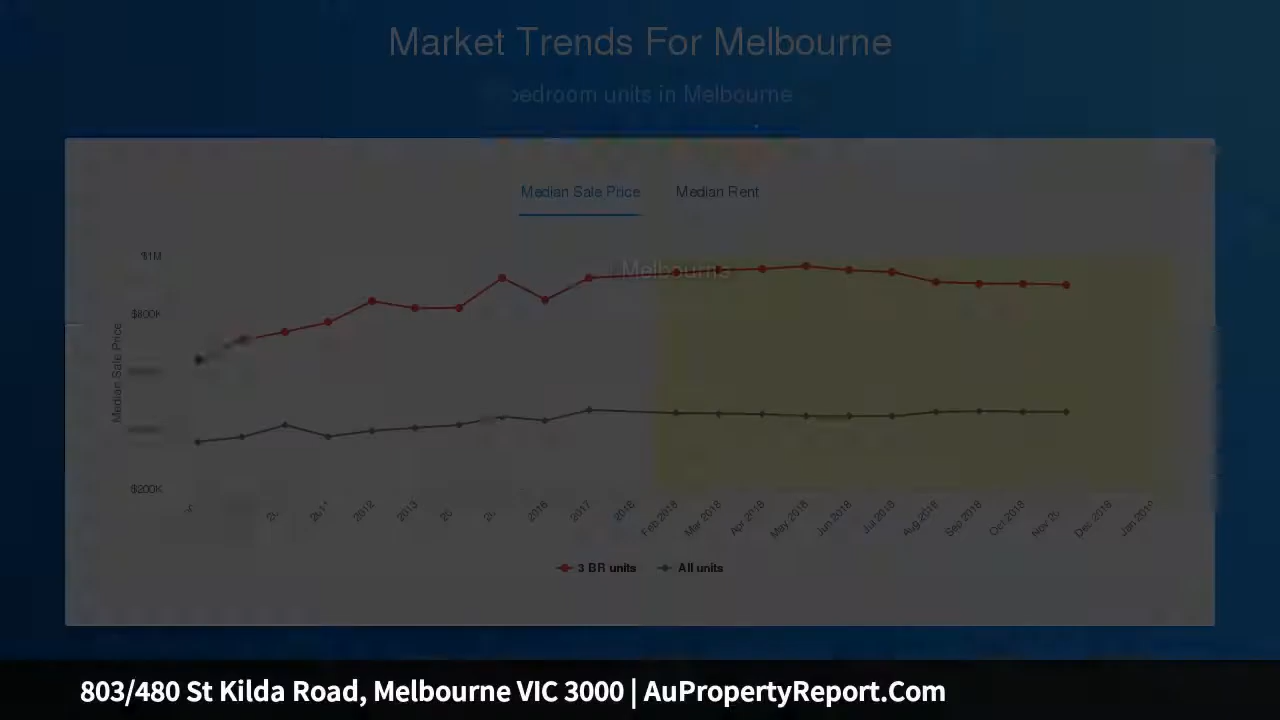 Market Trends For Melbourne
bedroom units in Melbourne
Median Sale Price Median Rent
Melbourne
$1M
$800K
Median Sale Price
$200K
2012 2013 2016 2017 2018 Feb 2018 Mar 2018 Apr 2018 May 2018 Jun 2018 Jul 2018 Aug 2018 Sep 2018 Oct 2018 Nov Dec 2018 Jan
3 BR units All units
803/480 St Kilda Road, Melbourne VIC 3000 | AuPropertyReport.Com